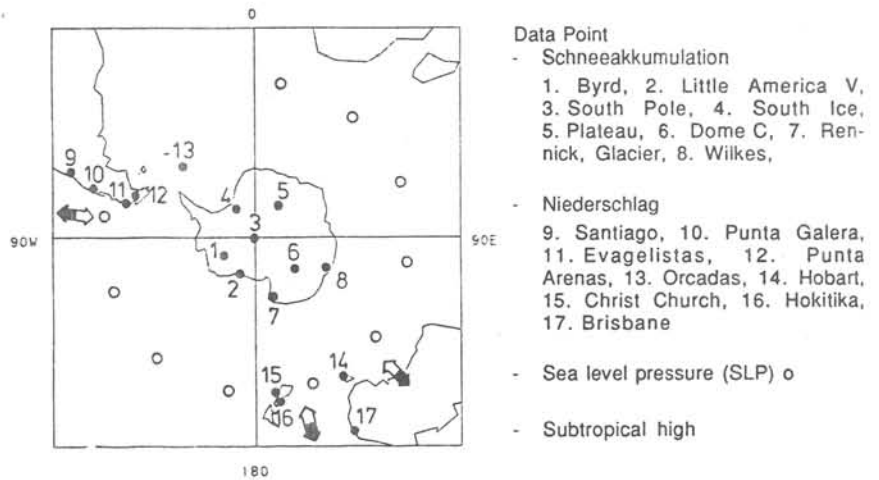 0
-13
9
10
11
12
4
5
3
90W
90E
1
6
8
2
7
14
15
16
17
180
Data Point
- Schneeakkumulation
1. Byrd, 2. Little America V,
3. South Pole, 4. South Ice,
5. Plateau, 6. Dome C, 7. Ren-
nick, Glacier, 8. Wilkes,
- Niederschlag
9. Santiago, 10. Punta Galera,
11. Evagelistas, 12. Punta
Arenas, 13. Orcadas, 14. Hobart,
15. Christ Church, 16. Hokitika,
17. Brisbane
- Sea level pressure (SLP) o
- Subtropical high